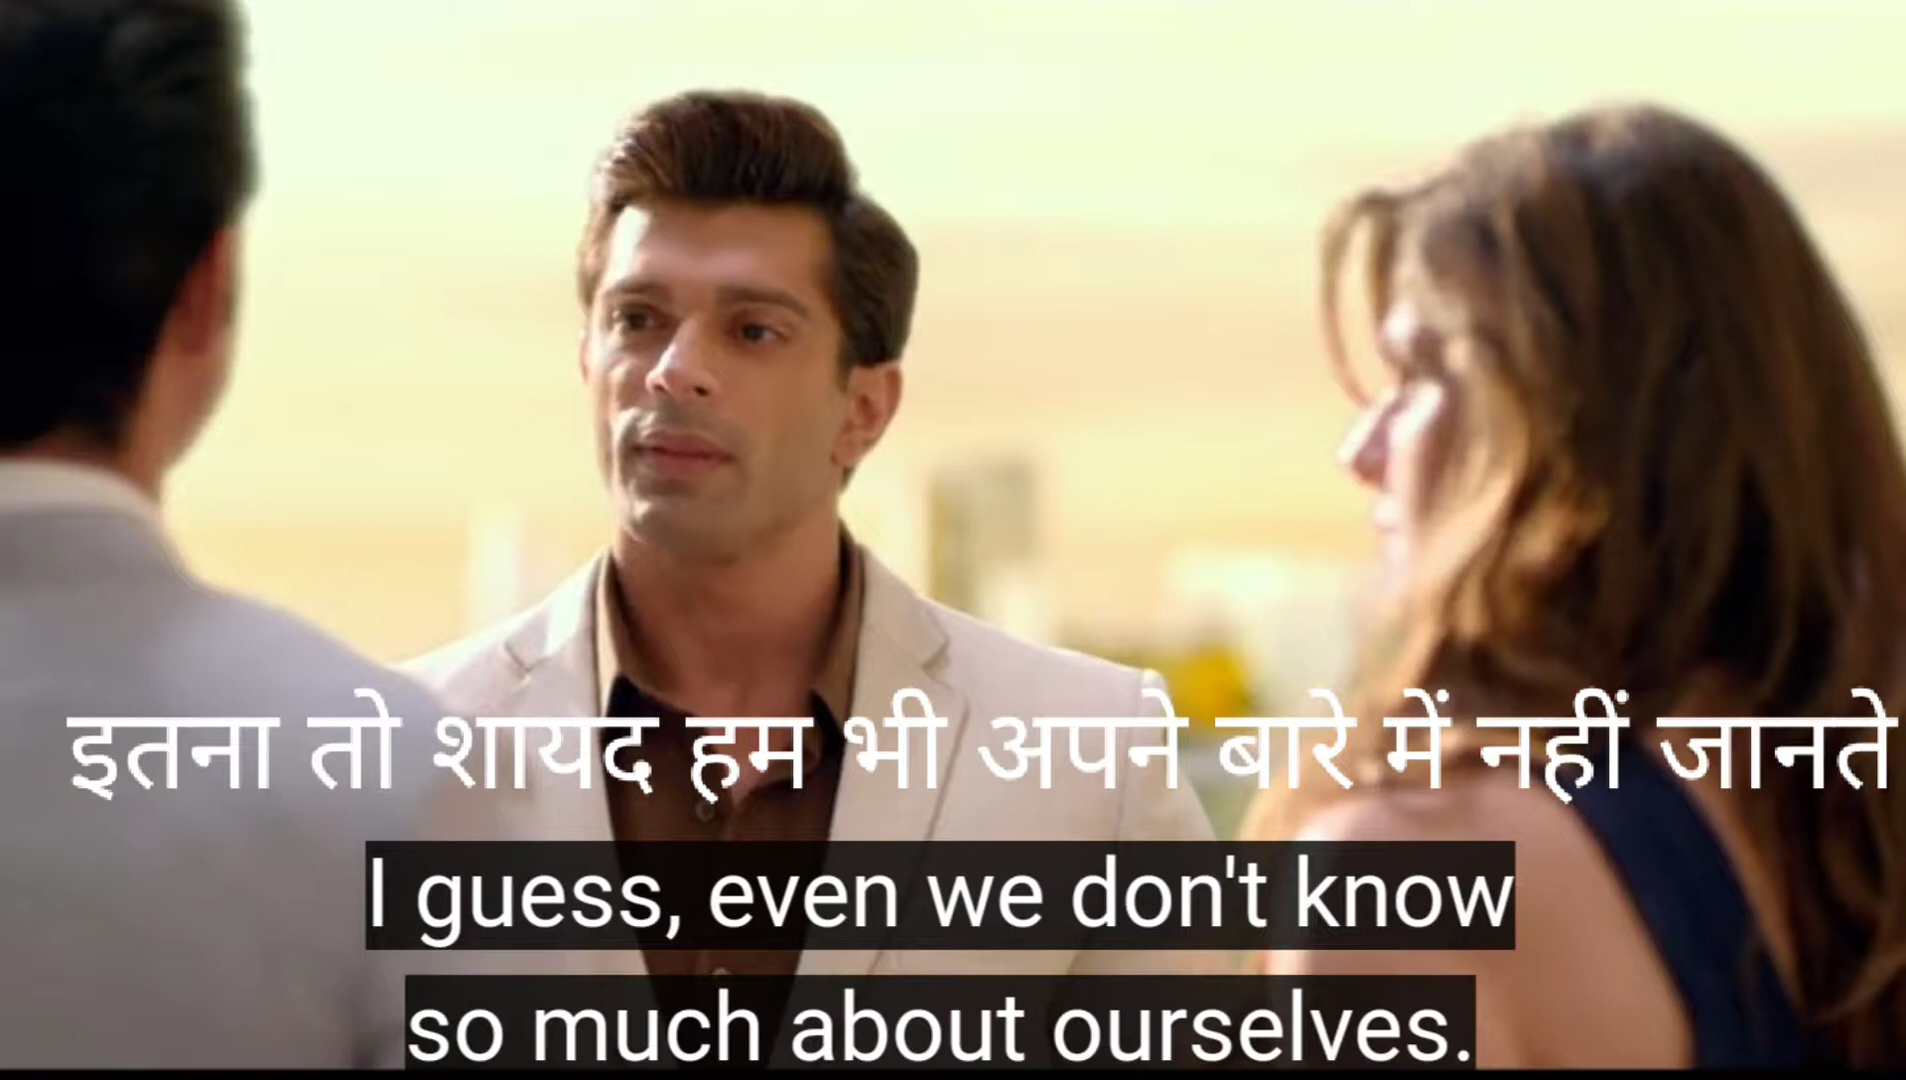 इतना तो शायद हम भी अपने बारे में नहीं जानते
I guess, even we don't know
so much about ourselves.